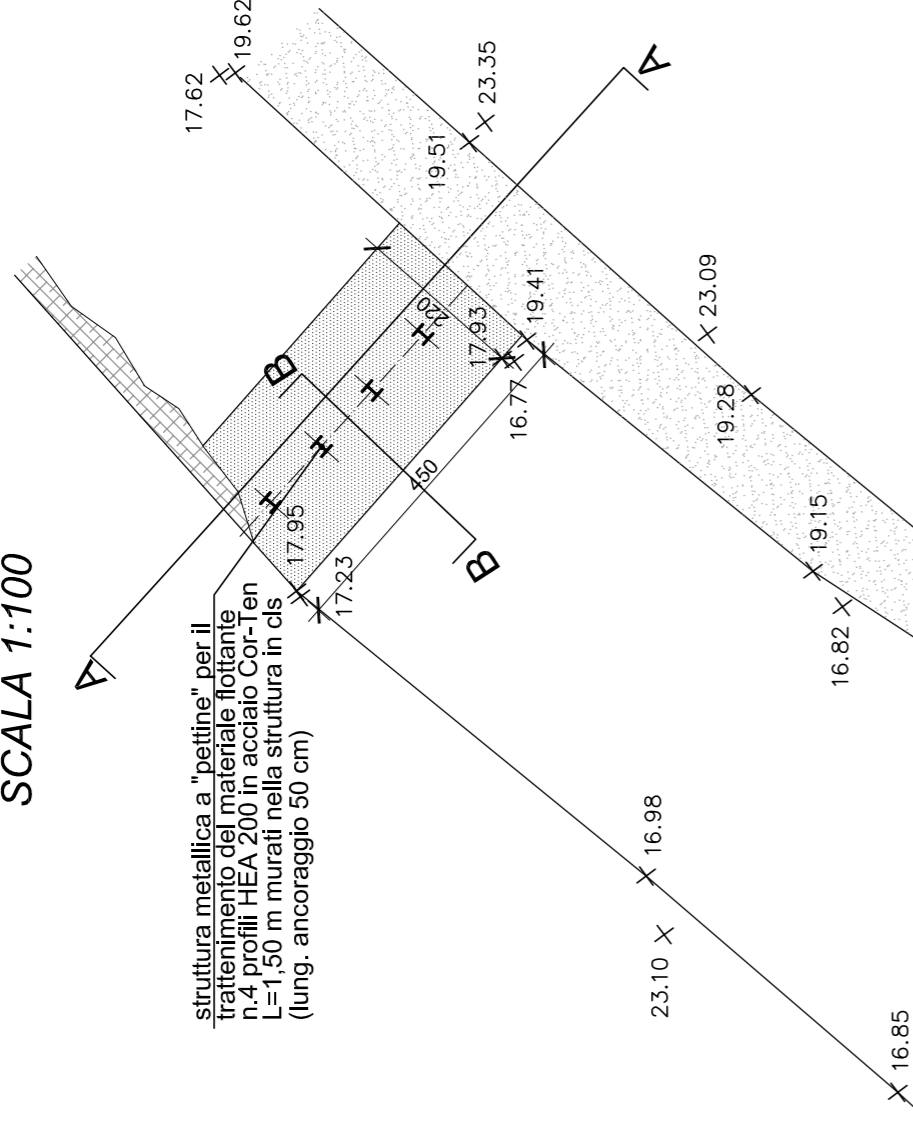 SCALA 1:100
17.62
19.62
23.35
19.51
A
A
B
B
220
17.93
19.41
16.77
450
17.95
17.23
23.09
19.28
19.15
16.82
struttura metallica a "pettine" per il
trattenimento del materiale flottante
n.4 profili HEA 200 in acciaio Cor-Ten
L=1,50 m murati nella struttura in cls
(lung. ancoraggio 50 cm)
16.98
23.10
16.85